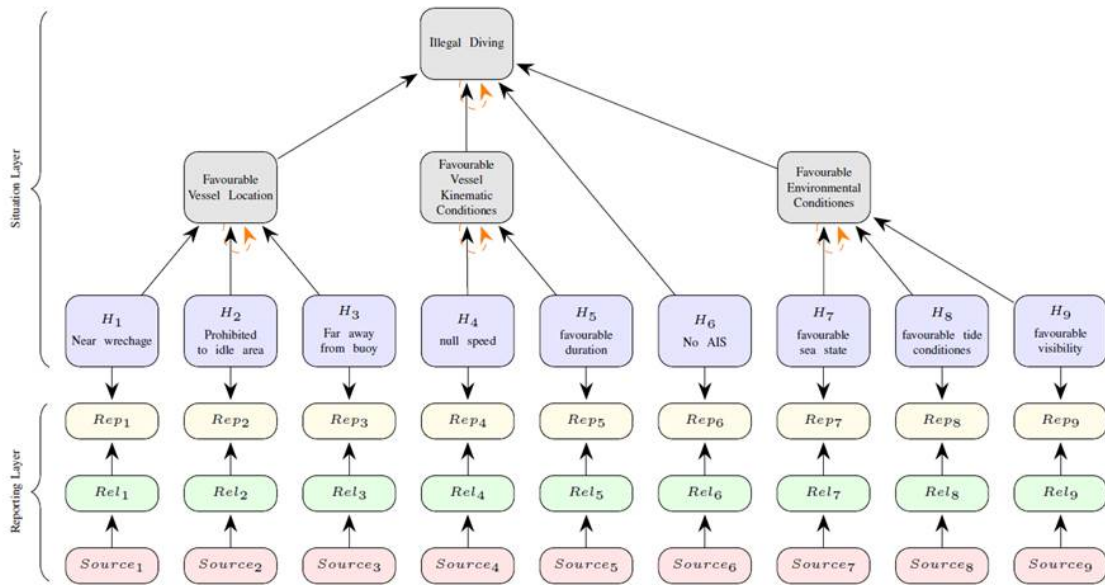 Illegal Diving
Situation Layer
Favourable
Vessel Location
Favourable
Vessel
Kinematic
Conditiones
Favourable
Environmental
Conditiones
H1
Near wrechage
H2
Prohibited
to idle area
H3
Far away
from buoy
H4
null speed
H5
favourable
duration
H6
No AIS
H7
favourable
sea state
H8
favourable tide
conditiones
H9
favourable
visibility
Reporting Layer
Rep1
Rep2
Rep3
Rep4
Rep5
Rep6
Rep7
Rep8
Rep9
Rel1
Rel2
Rel3
Rel4
Rel5
Rel6
Rel7
Rel8
Rel9
Source1
Source2
Source3
Source4
Source5
Source6
Source7
Source8
Source9